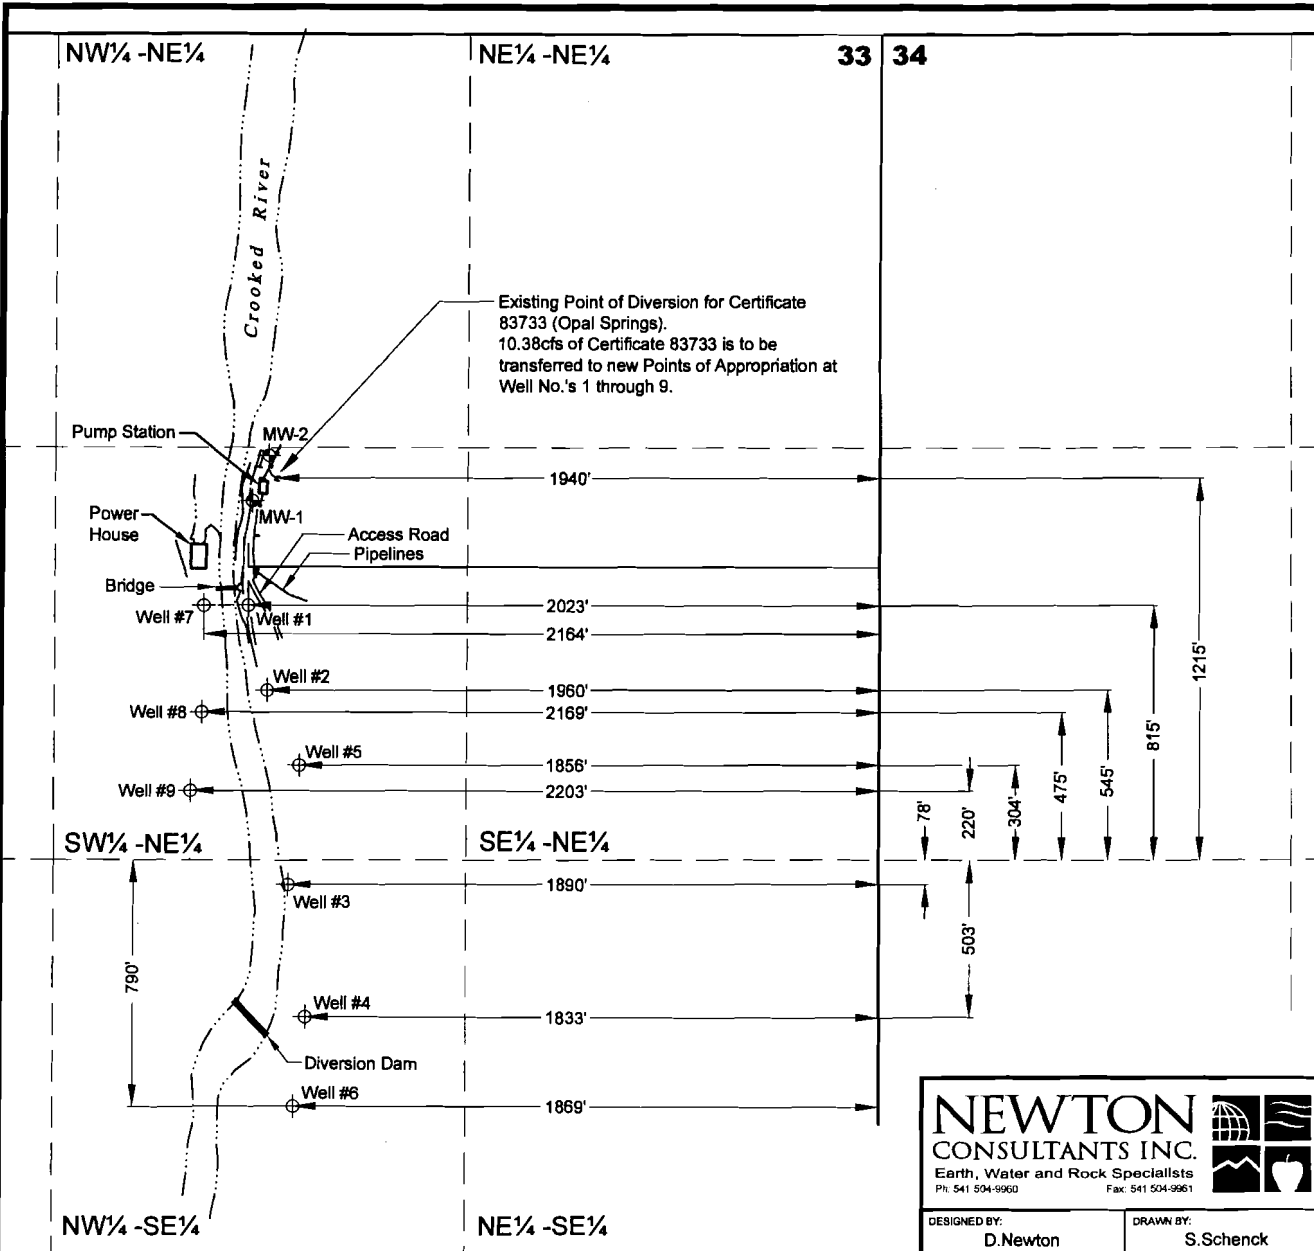 NW¼ -NE¼
NE¼ -NE¼
33
34
Crooked River
Existing Point of Diversion for Certificate
83733 (Opal Springs).
10.38cfs of Certificate 83733 is to be
transferred to new Points of Appropriation at
Well No.'s 1 through 9.
Pump Station
MW-2
1940'
Power
House
MW-1
Access Road
Pipelines
Bridge
Well #7
Well #1
2023'
2164'
1215'
Well #2
1960'
Well #8
2169'
815'
Well #5
1856'
545'
475'
Well #9
2203'
304'
220'
78'
SW¼ -NE¼
SE¼ -NE¼
1890'
Well #3
503'
790'
Well #4
1833'
Diversion Dam
Well #6
1869'
NEWTON
CONSULTANTS INC.
Earth, Water and Rock Specialists
Ph: 541 504-9960
Fax: 541 504-9961
NW¼ -SE¼
NE¼ -SE¼
DESIGNED BY:
D.Newton
DRAWN BY:
S.Schenck